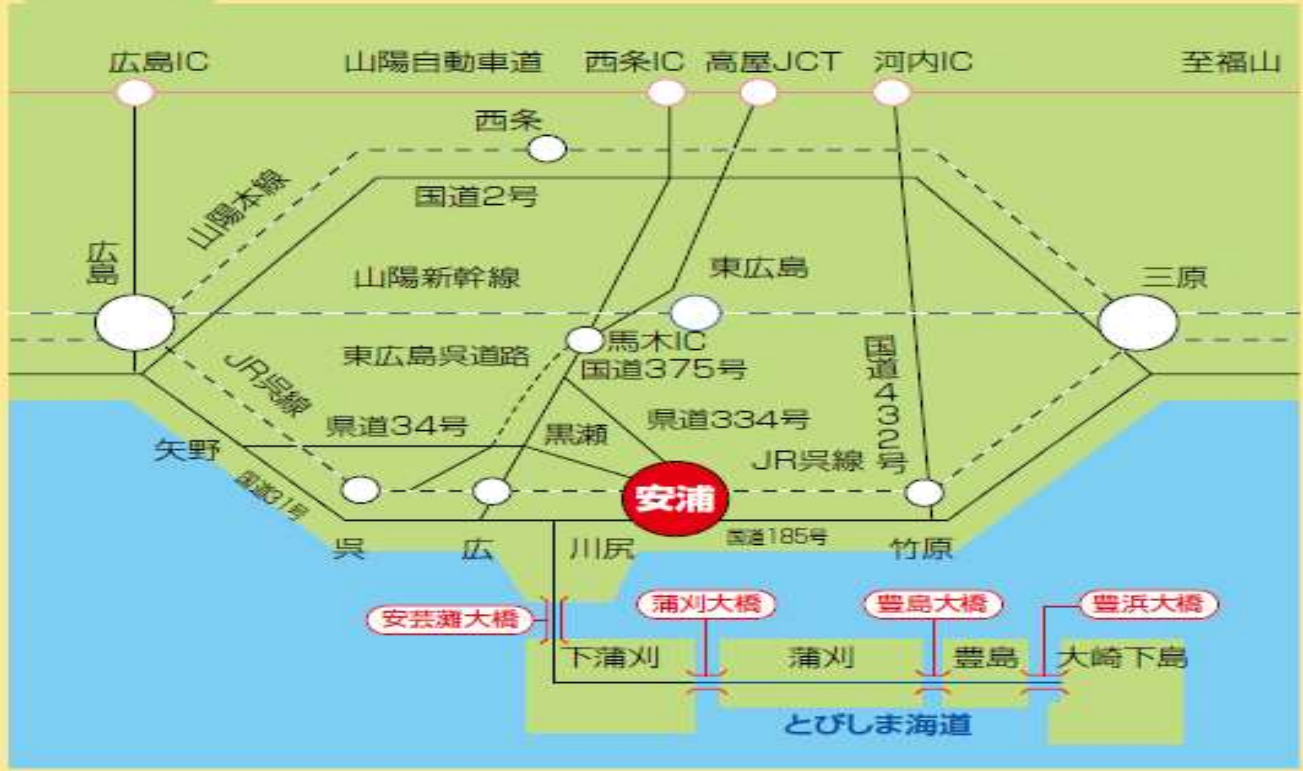 広島IC
山陽自動車道
西条IC
高屋JCT
河内IC
至福山
西条
山陽本線
国道2号
広島
山陽新幹線
東広島
三原
馬木IC
JR呉線
東広島呉道路
国道375号
国道432号
県道34号
黒瀬
県道334号
矢野
JR呉線
国道31号
安浦
呉
広
川尻
国道185号
竹原
安芸灘大橋
蒲刈大橋
豊島大橋
豊浜大橋
下蒲刈
蒲刈
豊島
大崎下島
とびしま海道